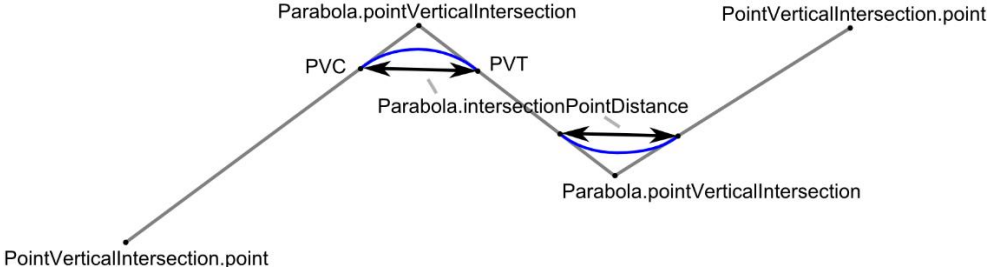 Parabola.pointVerticalIntersection
PointVerticalIntersection.point
PVC
PVT
Parabola.intersectionPointDistance
Parabola.pointVerticalIntersection
PointVerticalIntersection.point